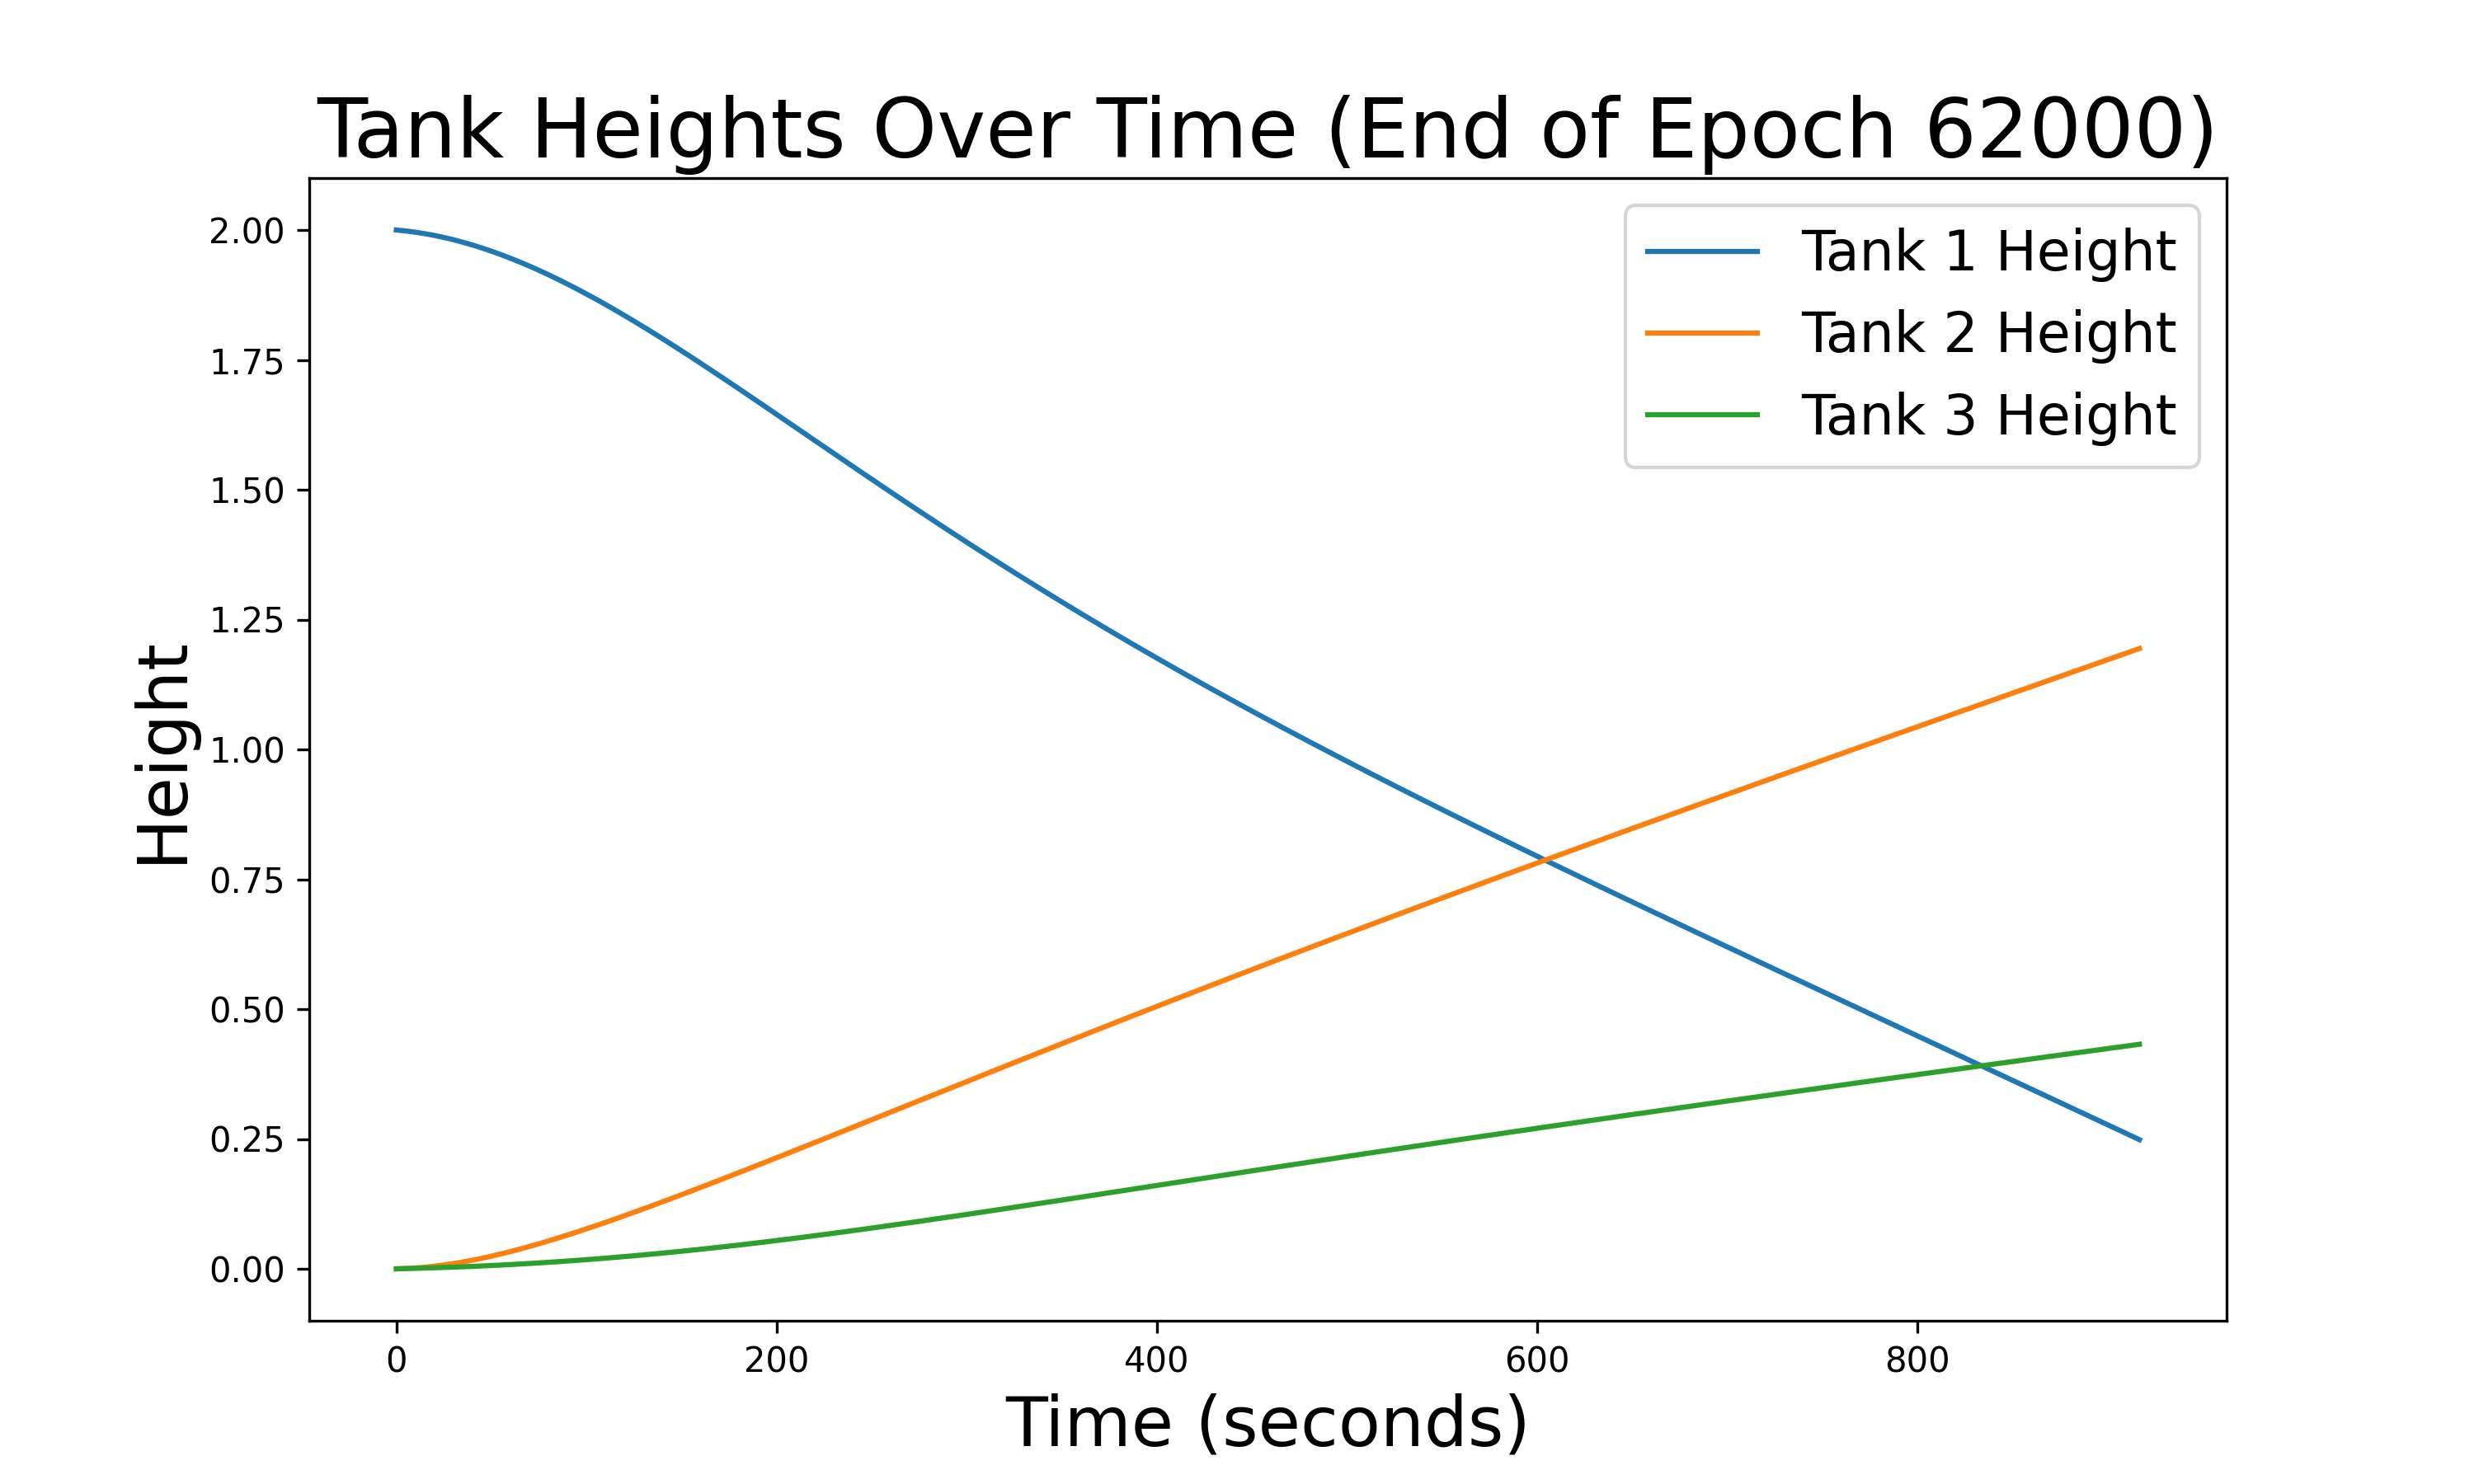 Tank Heights Over Time (End of Epoch 62000)
Tank 1 Height
Tank 2 Height
Tank 3 Height
Height
2.00
1.75
1.50
1.25
1.00
0.75
0.50
0.25
0.00
0 200 400 600 800
Time (seconds)